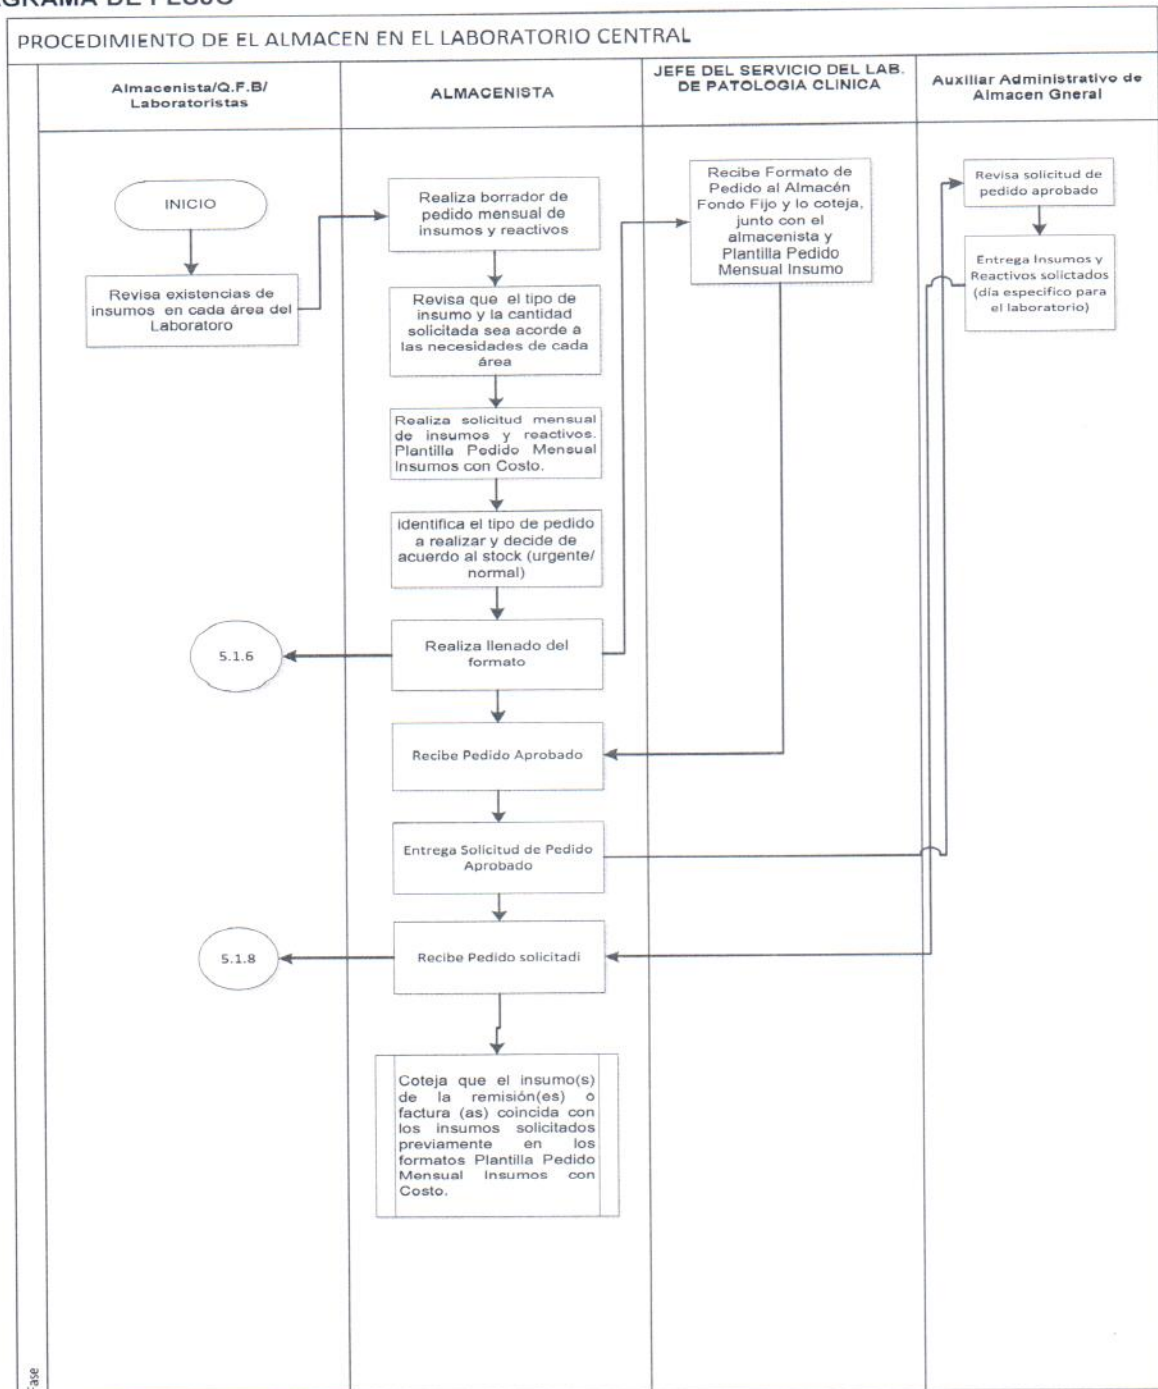 PROCEDIMIENTO DE EL ALMACEN EN EL LABORATORIO CENTRAL
Almacenista/Q.F.B/
Laboratoristas
ALMACENISTA
JEFE DEL SERVICIO DEL LAB.
DE PATOLOGIA CLINICA
Auxiliar Administrativo de
Almacen Gneral
INICIO
Revisa existencias de
insumos en cada área del
Laboratoro
Realiza borrador de
pedido mensual de
insumos y reactivos
Revisa que el tipo de
insumo y la cantidad
solicitada sea acorde a
las necesidades de cada
área
Realiza solicitud mensual
de insumos y reactivos.
Plantilla Pedido Mensual
Insumos con Costo.
identifica el tipo de pedido
a realizar y decide de
acuerdo al stock (urgente/
normal)
Realiza llenado del
formato
5.1.6
Recibe Formato de
Pedido al Almacén
Fondo Fijo y lo coteja,
junto con el
almacenista y
Plantilla Pedido
Mensual Insumo
Recibe Pedido Aprobado
Entrega Solicitud de Pedido
Aprobado
Revisa solicitud de
pedido aprobado
Entrega Insumos y
Reactivos solictados
(día especifico para
el laboratorio)
Recibe Pedido solicitadi
5.1.8
Coteja que el insumo(s)
de la remisión(es) o
factura (as) coincida con
los insumos solicitados
previamente en los
formatos Plantilla Pedido
Mensual Insumos con
Costo.
Fase